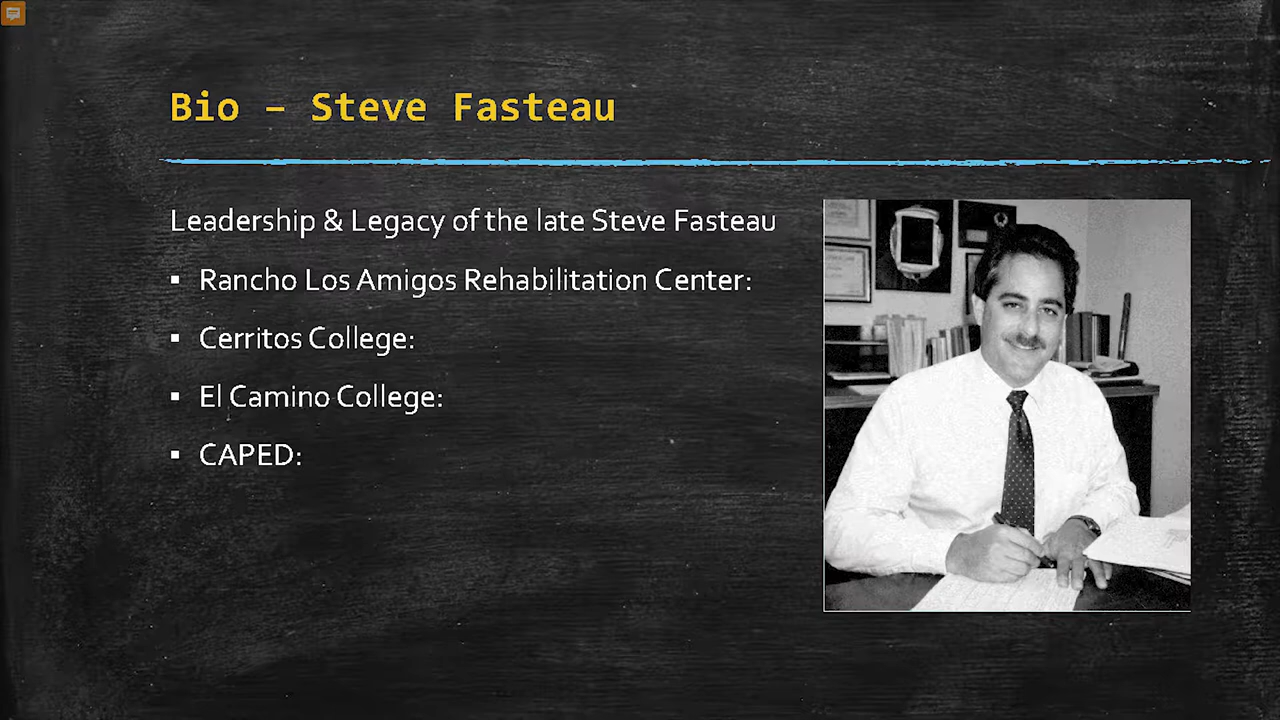 Bio – Steve Fasteau
Leadership & Legacy of the late Steve Fasteau
▪ Rancho Los Amigos Rehabilitation Center:
▪ Cerritos College:
▪ El Camino College:
▪ CAPED: